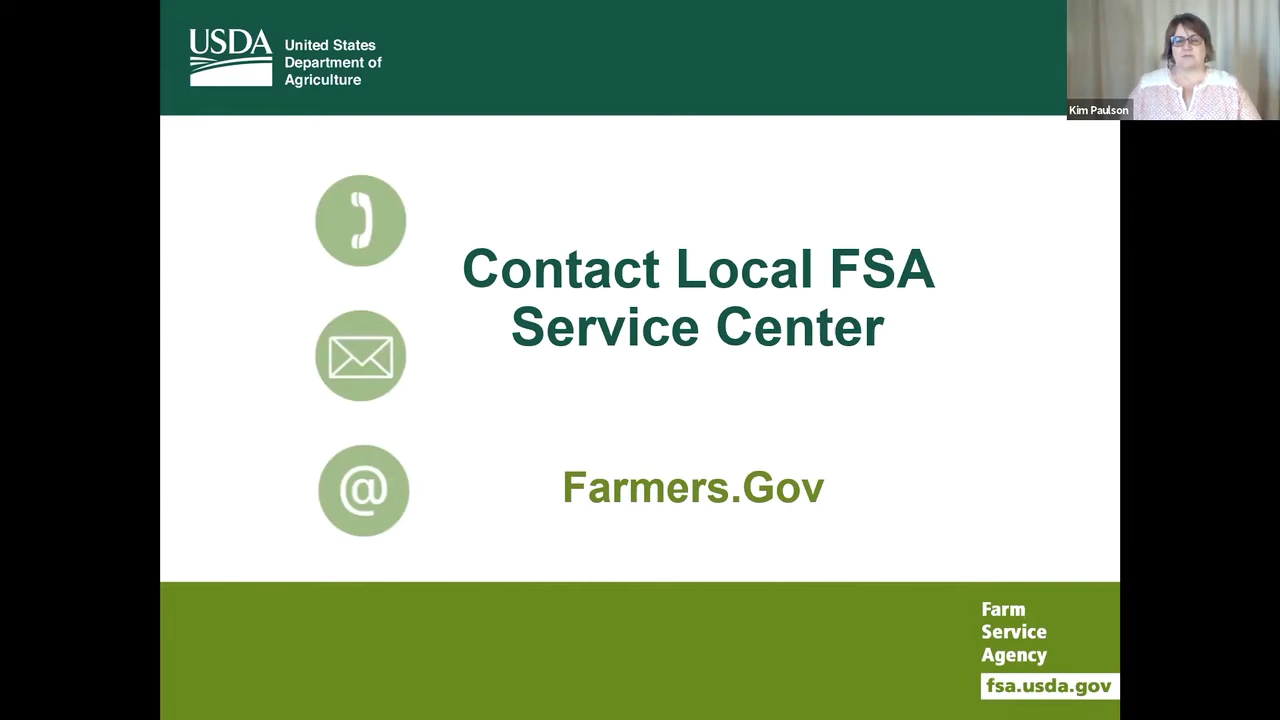 USDA
United States
Department of
Agriculture
Kim Paulson
Contact Local FSA
Service Center
@
Farmers.Gov
Farm
Service
Agency
fsa.usda.gov